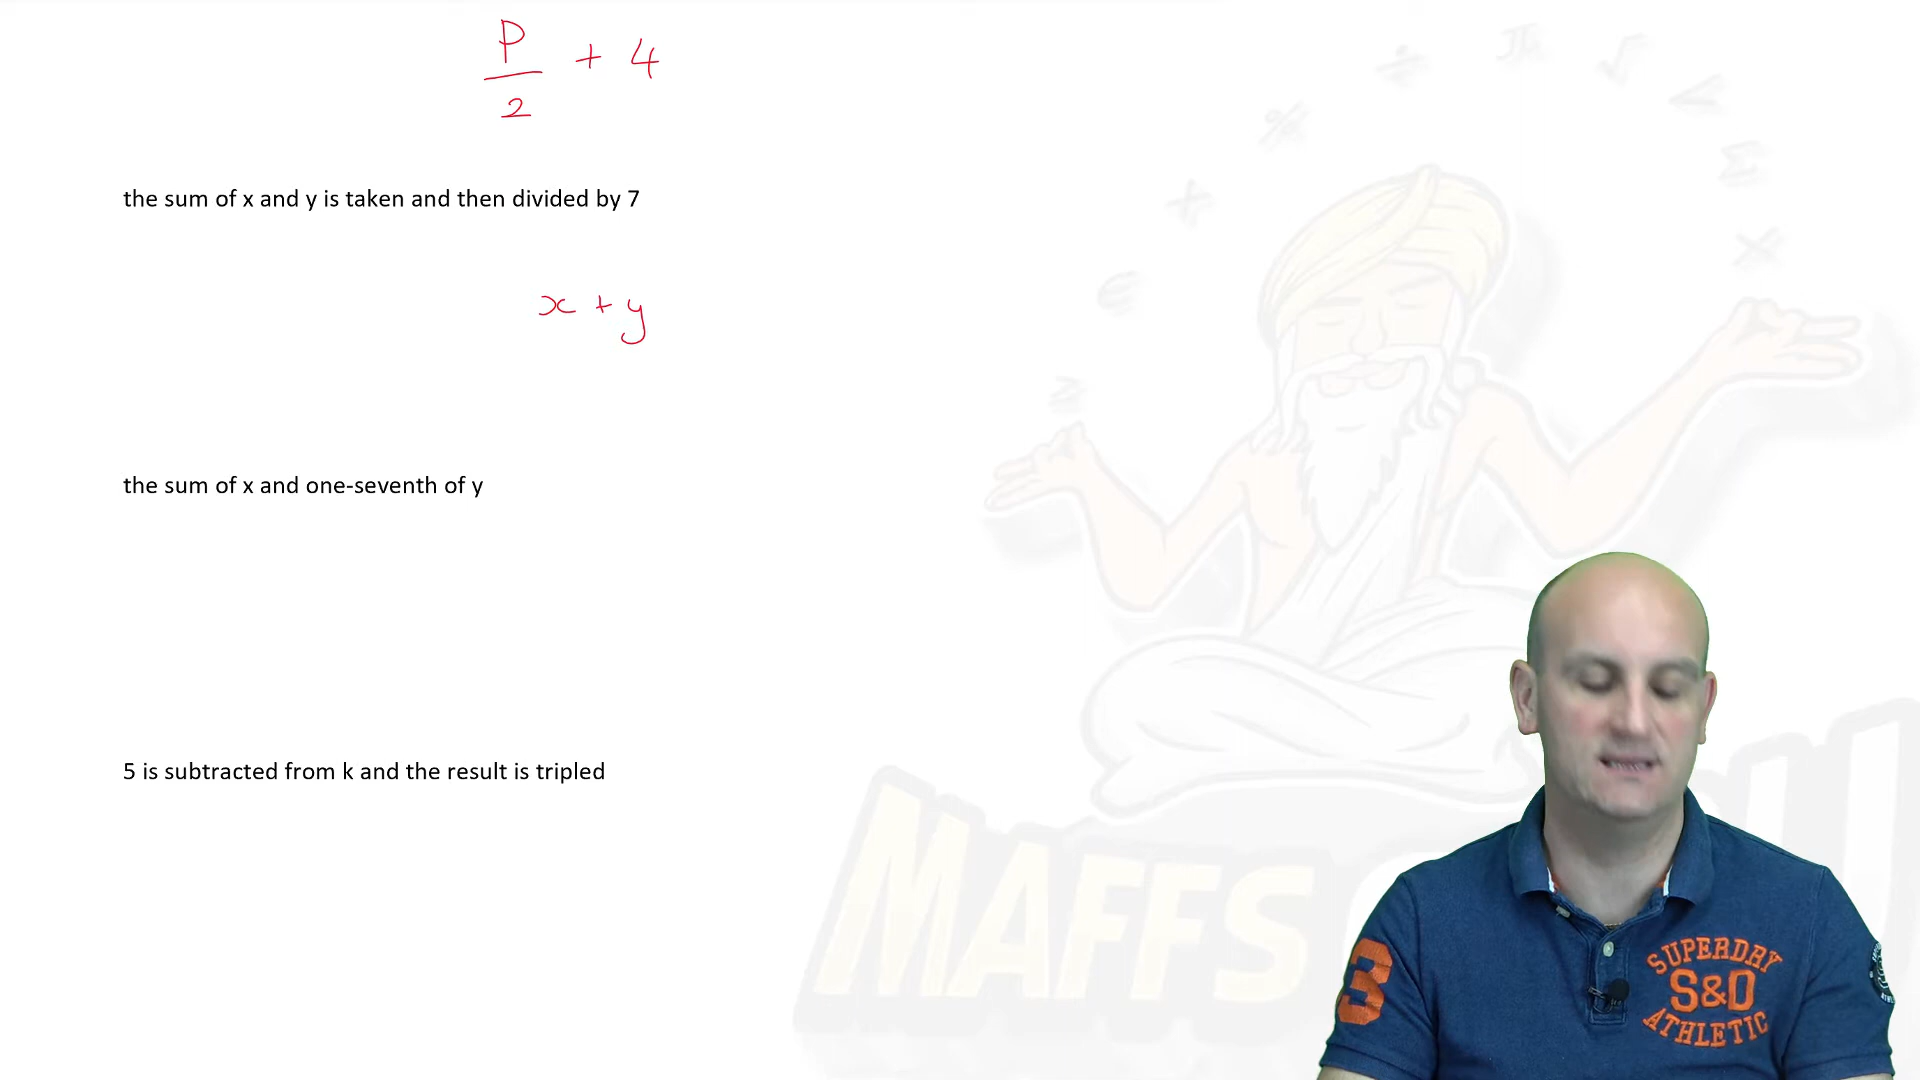 P/2 + 4
the sum of x and y is taken and then divided by 7
x + y
the sum of x and one-seventh of y
5 is subtracted from k and the result is tripled
MAFFS
3
SUPERDRY
S&D
ATHLETIC